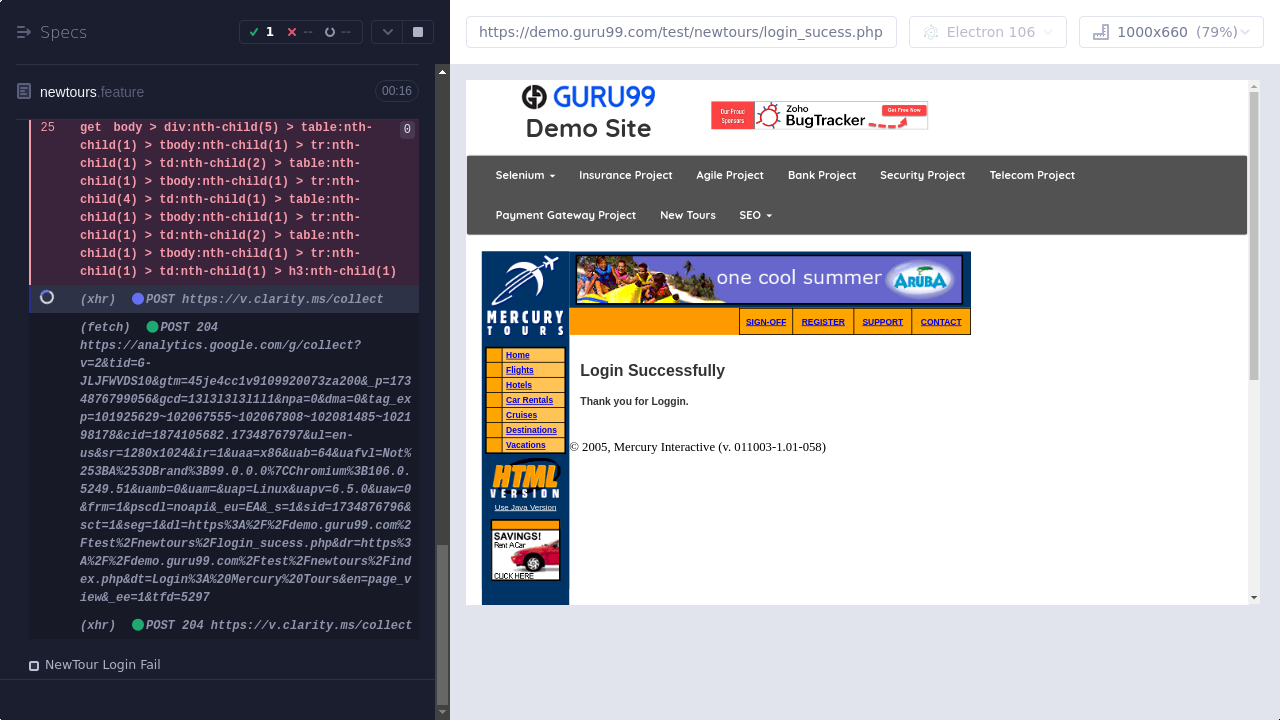 Specs
1
--
--
https://demo.guru99.com/test/newtours/login_sucess.php
Electron 106
1000x660 (79%)
newtours.feature
00:16
25
get body > div:nth-child(5) > table:nth-
child(1) > tbody:nth-child(1) > tr:nth-
child(1) > td:nth-child(2) > table:nth-
child(1) > tbody:nth-child(1) > tr:nth-
child(4) > td:nth-child(1) > table:nth-
child(1) > tbody:nth-child(1) > tr:nth-
child(1) > td:nth-child(2) > table:nth-
child(1) > tbody:nth-child(1) > tr:nth-
child(1) > td:nth-child(1) > h3:nth-child(1)
0
(xhr) POST https://v.clarity.ms/collect
(fetch) POST 204
https://analytics.google.com/g/collect?
v=2&tid=G-
JLJFWVDS10&gtm=45je4cc1v9109920073za200&_p=173
4876799056&gcd=13l3l3l3l1l1&npa=0&dma=0&tag_ex
p=101925629~102067555~102067808~102081485~1021
98178&cid=1874105682.1734876797&ul=en-
us&sr=1280x1024&ir=1&uaa=x86&uab=64&uafvl=Not%
253BA%253DBrand%3B99.0.0.0%7CChromium%3B106.0.
5249.51&uamb=0&uam=&uap=Linux&uapv=6.5.0&uaw=0
&frm=1&pscdl=noapi&_eu=EA&_s=1&sid=1734876796&
sct=1&seg=1&dl=https%3A%2F%2Fdemo.guru99.com%2
Ftest%2Fnewtours%2Flogin_sucess.php&dr=https%3
A%2F%2Fdemo.guru99.com%2Ftest%2Fnewtours%2Find
ex.php&dt=Login%3A%20Mercury%20Tours&en=page_v
iew&_ee=1&tfd=5297
(xhr) POST 204 https://v.clarity.ms/collect
NewTour Login Fail
GURU99
Demo Site
Our Proud
Sponsors
Zoho
BugTracker
Get Free Now
Selenium
Insurance Project
Agile Project
Bank Project
Security Project
Telecom Project
Payment Gateway Project
New Tours
SEO
MERCURY
TOURS
one cool summer
ARUBA
SIGN-OFF
REGISTER
SUPPORT
CONTACT
Home
Flights
Hotels
Car Rentals
Cruises
Destinations
Vacations
Login Successfully
Thank you for Loggin.
© 2005, Mercury Interactive (v. 011003-1.01-058)
HTML
VERSION
Use Java Version
SAVINGS!
Rent A Car
CLICK HERE